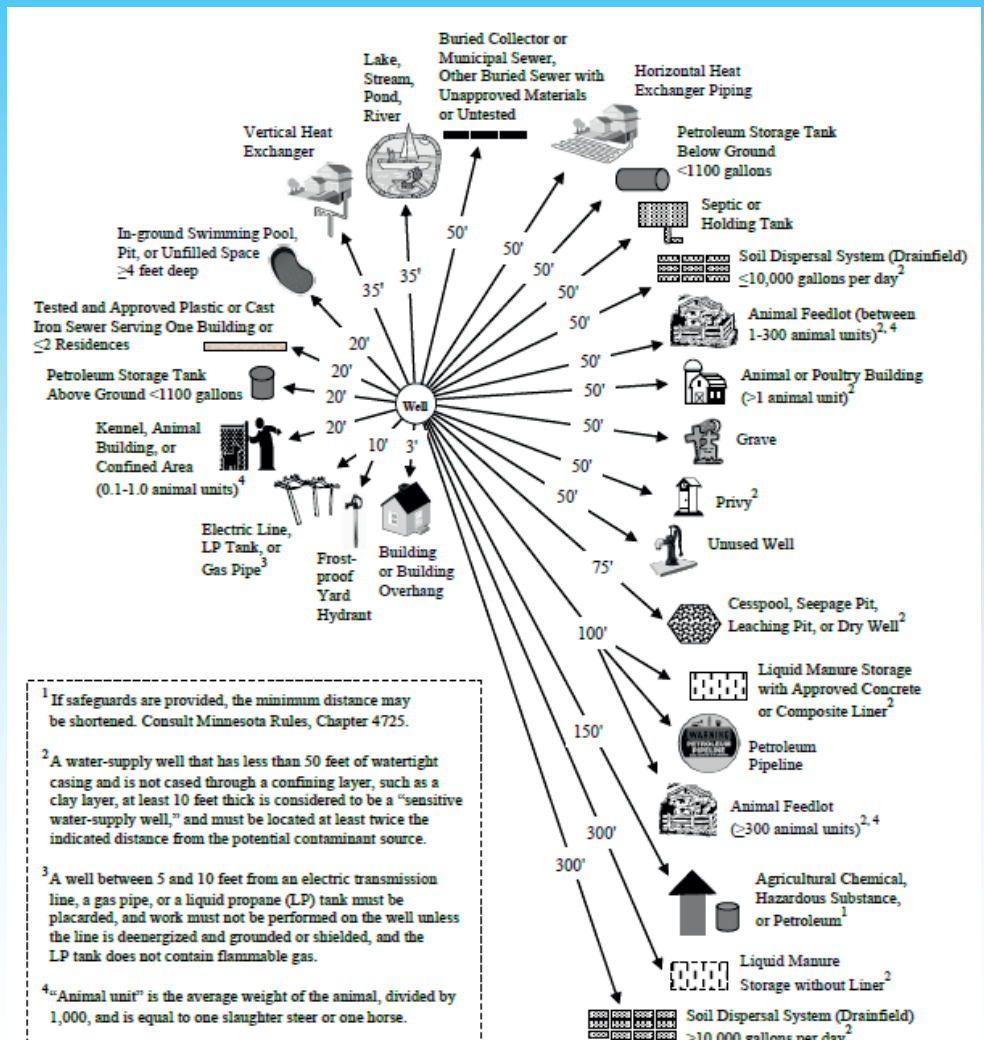 Buried Collector or
Municipal Sewer,
Other Buried Sewer with
Unapproved Materials
or Untested
Lake,
Stream,
Pond,
River
Horizontal Heat
Exchanger Piping
Vertical Heat
Exchanger
Petroleum Storage Tank
Below Ground
<1100 gallons
Septic or
Holding Tank
In-ground Swimming Pool,
Pit, or Unfilled Space
≥4 feet deep
Soil Dispersal System (Drainfield)
≤10,000 gallons per day2
Tested and Approved Plastic or Cast
Iron Sewer Serving One Building or
≤2 Residences
Animal Feedlot (between
1-300 animal units)2, 4
Petroleum Storage Tank
Above Ground <1100 gallons
Animal or Poultry Building
(>1 animal unit)2
Kennel, Animal
Building, or
Confined Area
(0.1-1.0 animal units)4
Grave
Electric Line,
LP Tank, or
Gas Pipe3
Frost-
proof
Yard
Hydrant
Building
or Building
Overhang
Privy2
Unused Well
Well
3'
10'
20'
20'
20'
20'
35'
35'
50'
50'
50'
50'
50'
50'
50'
50'
50'
50'
75'
100'
150'
300'
300'
Cesspool, Seepage Pit,
Leaching Pit, or Dry Well2
Liquid Manure Storage
with Approved Concrete
or Composite Liner2
WARNING
PETROLEUM
PIPELINE
Petroleum
Pipeline
Animal Feedlot
(≥300 animal units)2, 4
Agricultural Chemical,
Hazardous Substance,
or Petroleum1
Liquid Manure
Storage without Liner2
Soil Dispersal System (Drainfield)
>10,000 gallons per day2
1 If safeguards are provided, the minimum distance may
be shortened. Consult Minnesota Rules, Chapter 4725.
2 A water-supply well that has less than 50 feet of watertight
casing and is not cased through a confining layer, such as a
clay layer, at least 10 feet thick is considered to be a “sensitive
water-supply well,” and must be located at least twice the
indicated distance from the potential contaminant source.
3 A well between 5 and 10 feet from an electric transmission
line, a gas pipe, or a liquid propane (LP) tank must be
placarded, and work must not be performed on the well unless
the line is deenergized and grounded or shielded, and the
LP tank does not contain flammable gas.
4 “Animal unit” is the average weight of the animal, divided by
1,000, and is equal to one slaughter steer or one horse.